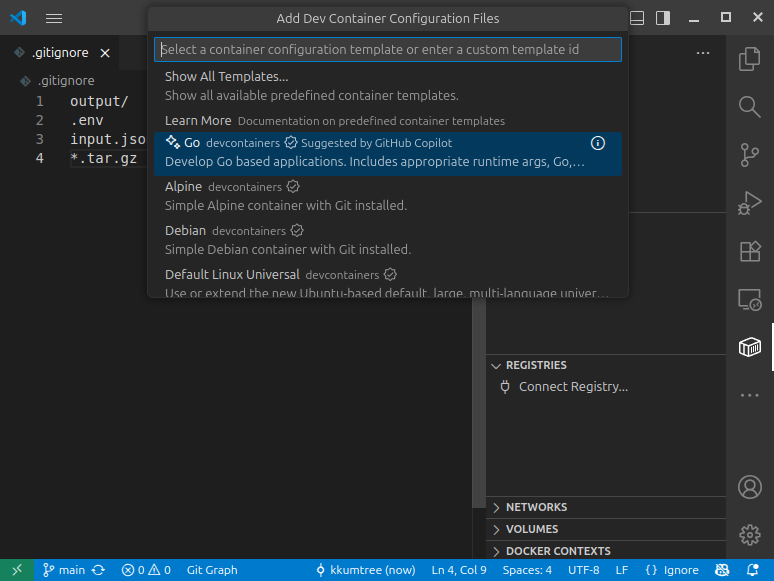 Add Dev Container Configuration Files
Select a container configuration template or enter a custom template id
Show All Templates...
Show all available predefined container templates.
Learn More Documentation on predefined container templates
Go devcontainers Suggested by GitHub Copilot
Develop Go based applications. Includes appropriate runtime args, Go,...
Alpine devcontainers
Simple Alpine container with Git installed.
Debian devcontainers
Simple Debian container with Git installed.
Default Linux Universal devcontainers
Use or extend the new Ubuntu-based default, large, multi-language univer...
.gitignore
.gitignore
1 output/
2 .env
3 input.jso
4 *.tar.gz
REGISTRIES
Connect Registry...
NETWORKS
VOLUMES
DOCKER CONTEXTS
main 0 0 Git Graph kkumtree (now) Ln 4, Col 9 Spaces: 4 UTF-8 LF {} Ignore